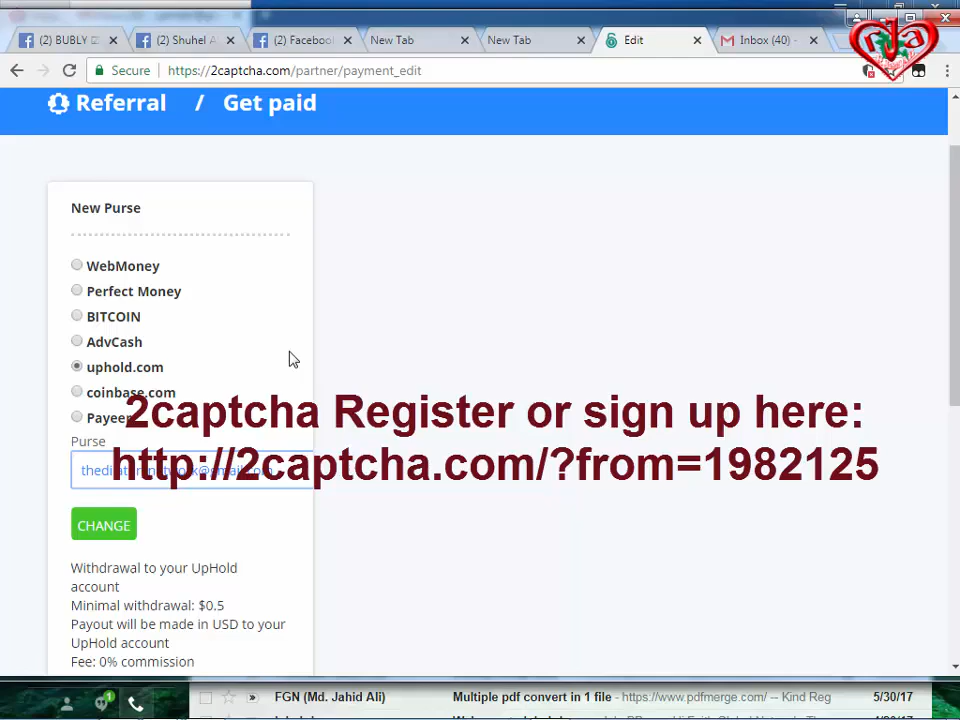 (2) BUBLY
(2) Shuhel A
(2) Faceboo
New Tab
New Tab
Edit
Inbox (40) -
Secure
https://2captcha.com/partner/payment_edit
rja
Referral / Get paid
New Purse
WebMoney
Perfect Money
BITCOIN
AdvCash
uphold.com
coinbase.com
Payeer
2captcha Register or sign up here:
Purse
http://2captcha.com/?from=1982125
CHANGE
Withdrawal to your UpHold
account
Minimal withdrawal: $0.5
Payout will be made in USD to your
UpHold account
Fee: 0% commission
1
FGN (Md. Jahid Ali)
Multiple pdf convert in 1 file - https://www.pdfmerge.com/ -- Kind Reg
5/30/17